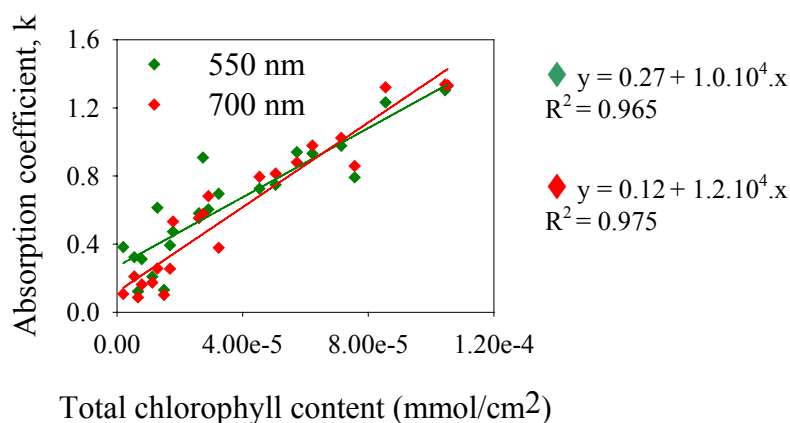 Absorption coefficient, k
1.6
1.2
0.8
0.4
0.0
550 nm
700 nm
0.00
4.00e-5
8.00e-5
1.20e-4
Total chlorophyll content (mmol/cm2)
y = 0.27 + 1.0.10⁴.x
R² = 0.965
y = 0.12 + 1.2.10⁴.x
R² = 0.975